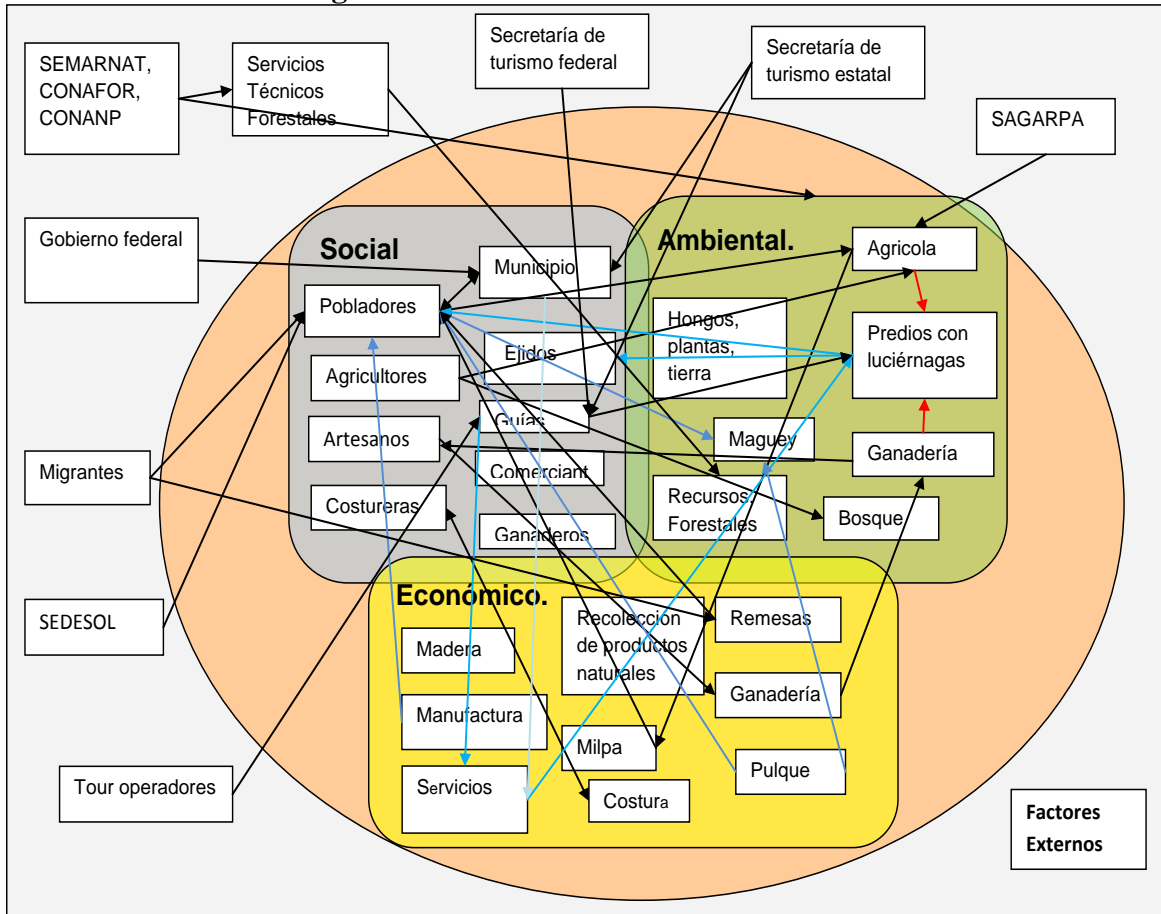 Secretaría de
turismo federal
Secretaría de
turismo estatal
SEMARNAT,
CONAFOR,
CONANP
Servicios
Técnicos
Forestales
SAGARPA
Gobierno federal
Social
Municipio
Pobladores
Ejidos
Agricultores
Guías
Artesanos
Comerciant
Costureras
Ganaderos
Ambiental.
Agricola
Hongos,
plantas,
tierra
Predios con
luciérnagas
Maguey
Ganadería
Recursos
Forestales
Bosque
Migrantes
SEDESOL
Económico.
Recolección
de productos
naturales
Remesas
Madera
Ganadería
Manufactura
Milpa
Pulque
Servicios
Costura
Tour operadores
Factores
Externos